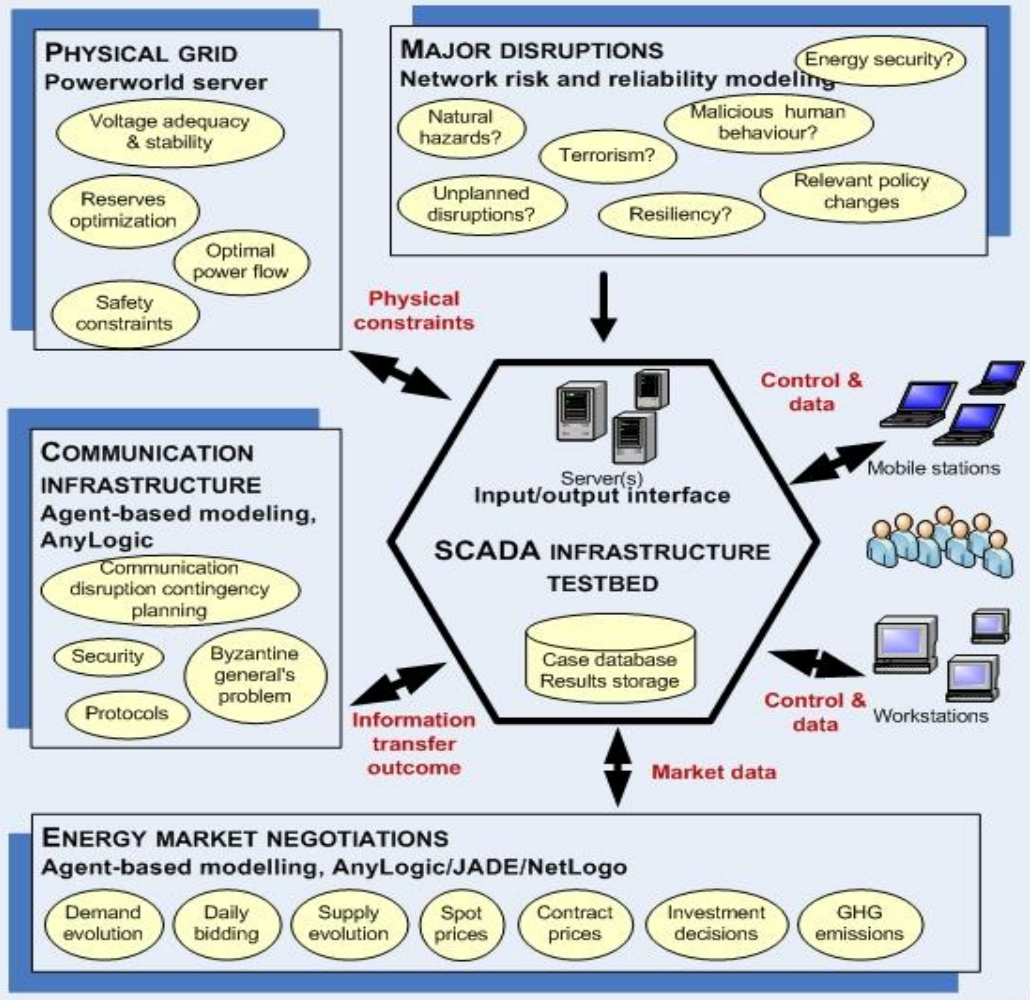 PHYSICAL GRID
Powerworld server
Voltage adequacy
& stability
Reserves
optimization
Optimal
power flow
Safety
constraints
MAJOR DISRUPTIONS
Network risk and reliability modeling
Energy security?
Natural
hazards?
Malicious human
behaviour?
Terrorism?
Unplanned
disruptions?
Resiliency?
Relevant policy
changes
Physical
constraints
Control &
data
Mobile stations
Server(s)
Input/output interface
SCADA INFRASTRUCTURE
TESTBED
Case database
Results storage
COMMUNICATION
INFRASTRUCTURE
Agent-based modeling,
AnyLogic
Communication
disruption contingency
planning
Security
Byzantine
general's
problem
Protocols
Information
transfer
outcome
Control &
data
Workstations
Market data
ENERGY MARKET NEGOTIATIONS
Agent-based modelling, AnyLogic/JADE/NetLogo
Demand
evolution
Daily
bidding
Supply
evolution
Spot
prices
Contract
prices
Investment
decisions
GHG
emissions